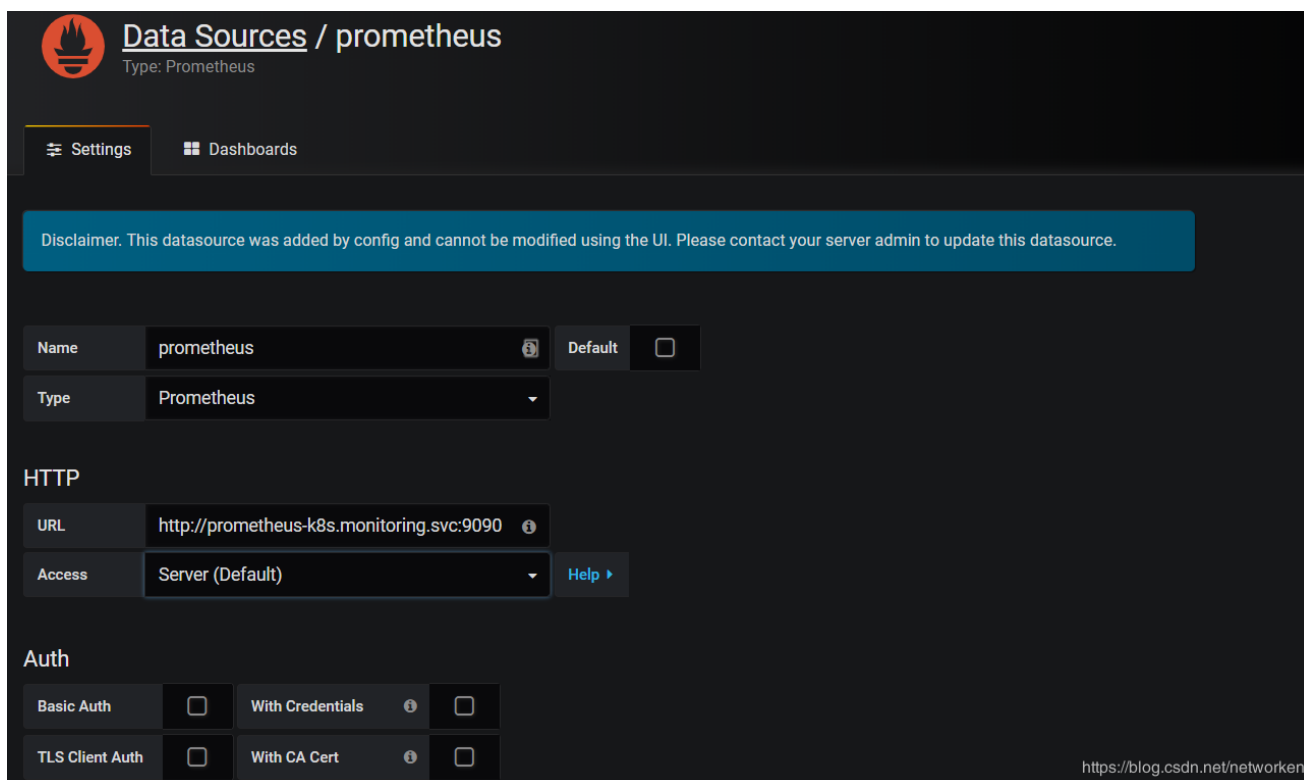 Data Sources / prometheus
Type: Prometheus
Settings
Dashboards
Disclaimer. This datasource was added by config and cannot be modified using the UI. Please contact your server admin to update this datasource.
Name
prometheus
Default
Type
Prometheus
HTTP
URL
http://prometheus-k8s.monitoring.svc:9090
Access
Server (Default)
Help
Auth
Basic Auth
With Credentials
TLS Client Auth
With CA Cert
https://blog.csdn.net/networken